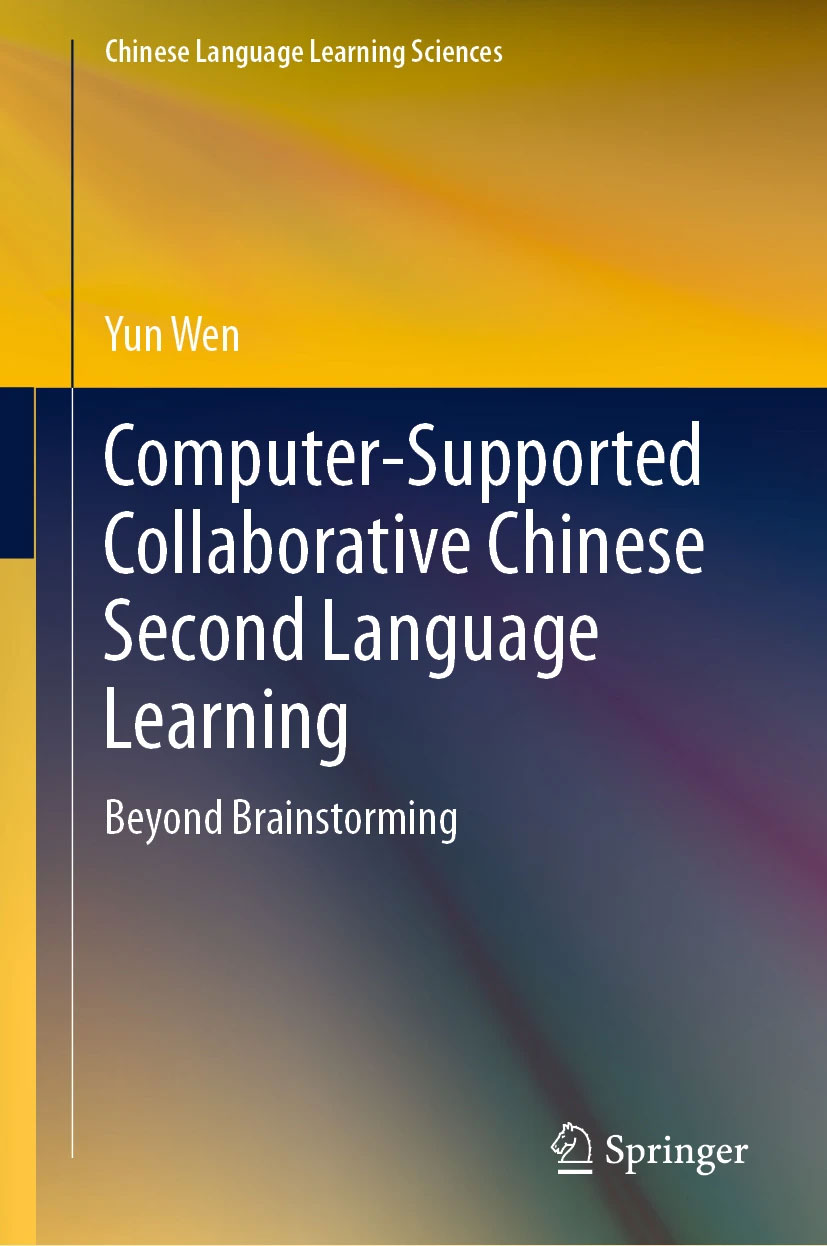 Chinese Language Learning Sciences
Yun Wen
Computer-Supported
Collaborative Chinese
Second Language
Learning
Beyond Brainstorming
Springer